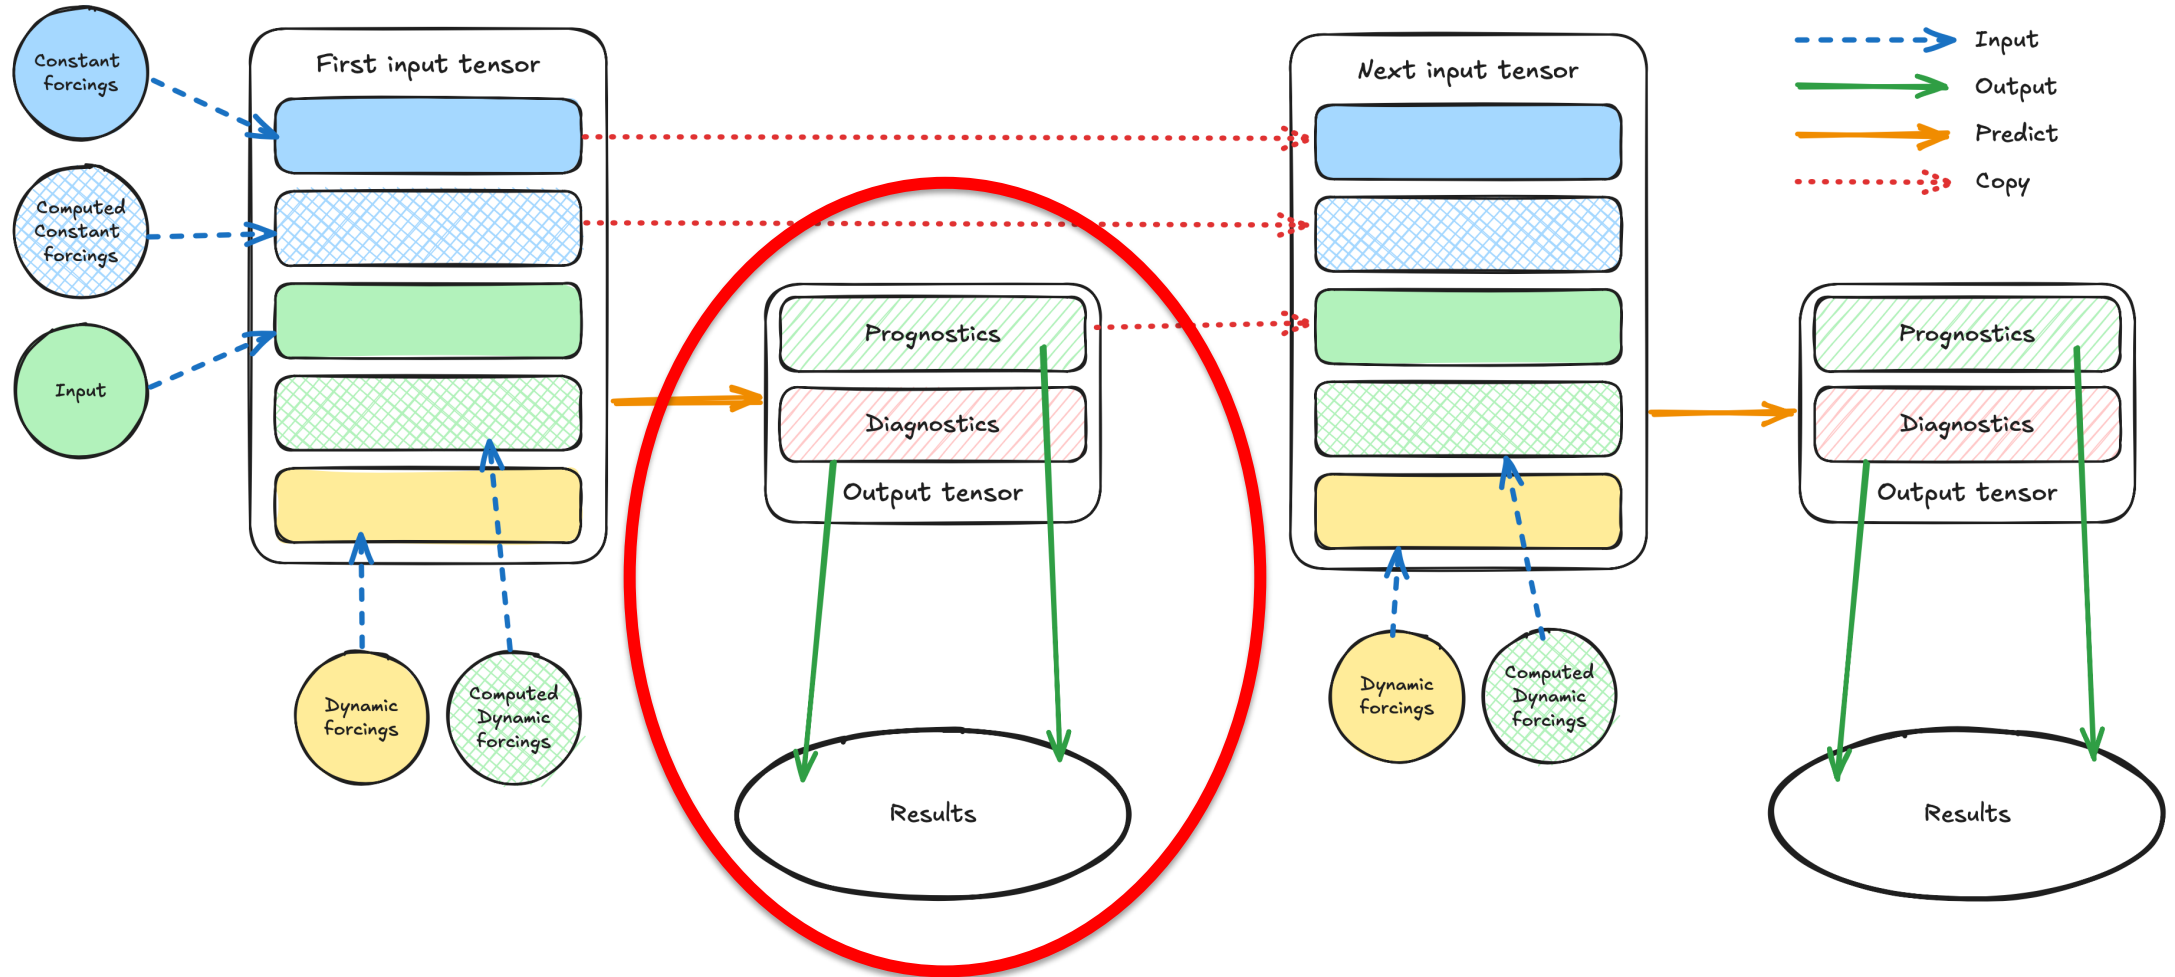 Constant
forcings
Computed
Constant
forcings
Input
First input tensor
Dynamic
forcings
Computed
Dynamic
forcings
Prognostics
Diagnostics
Output tensor
Results
Next input tensor
Dynamic
forcings
Computed
Dynamic
forcings
Prognostics
Diagnostics
Output tensor
Results
Input
Output
Predict
Copy